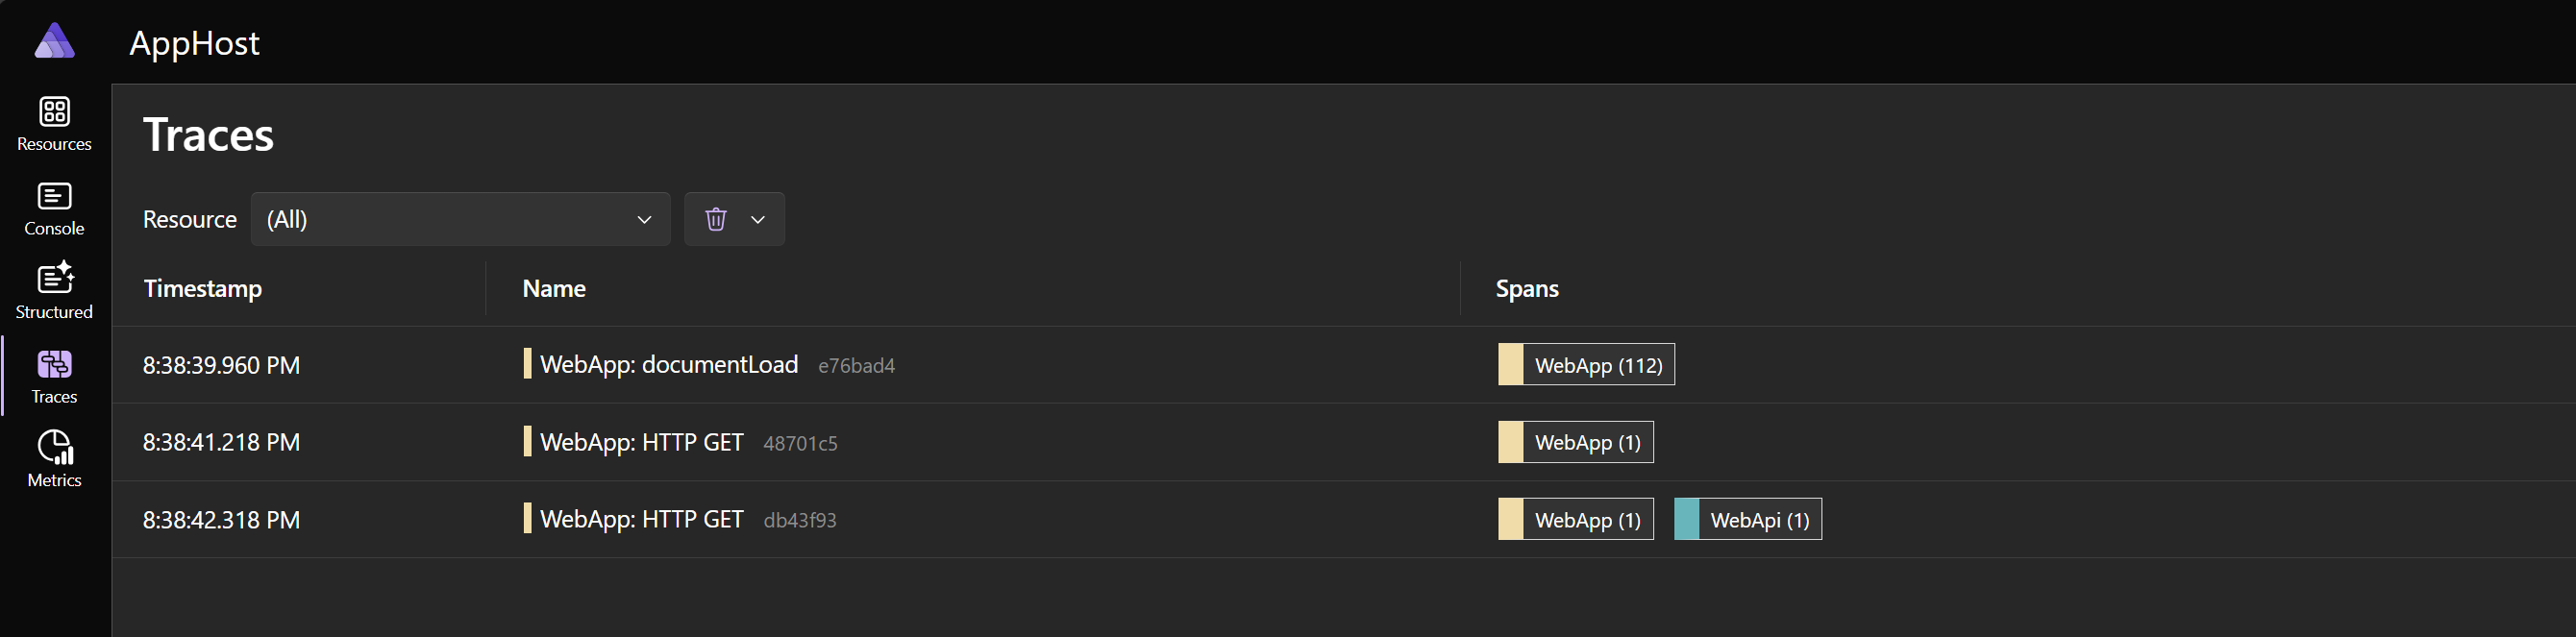 AppHost
Resources
Console
Structured
Traces
Metrics
Traces
Resource (All)
Timestamp Name Spans
8:38:39.960 PM WebApp: documentLoad e76bad4 WebApp (112)
8:38:41.218 PM WebApp: HTTP GET 48701c5 WebApp (1)
8:38:42.318 PM WebApp: HTTP GET db43f93 WebApp (1) WebApi (1)